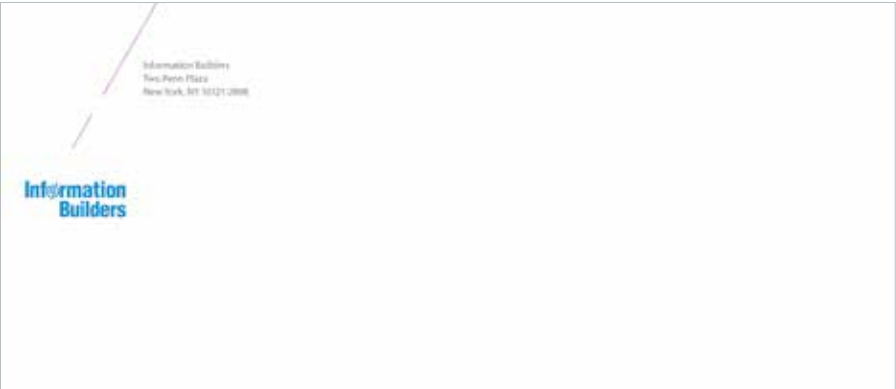 Information Builders
Two Penn Plaza
New York, NY 10121-2898
Information
Builders